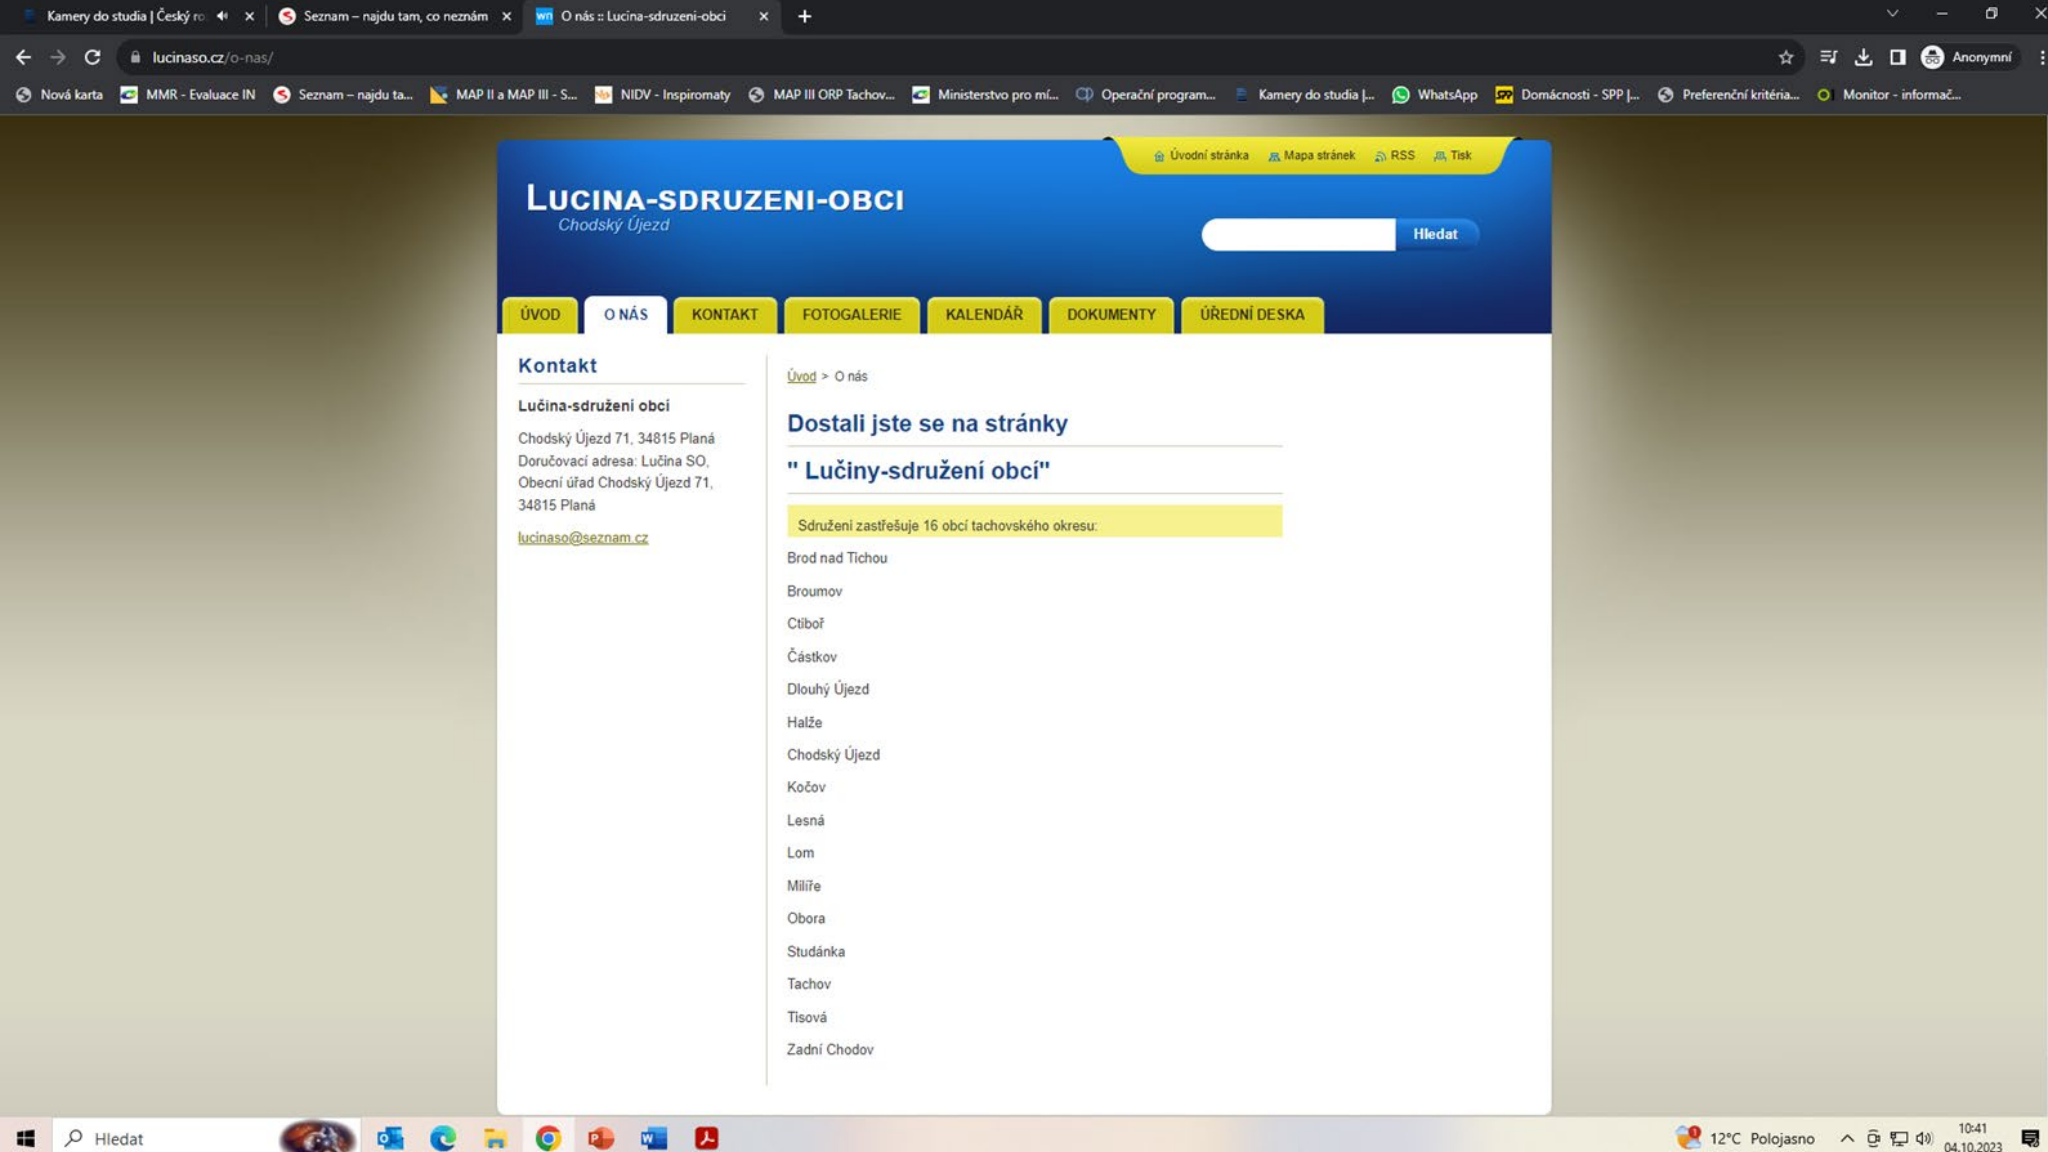 Kamery do studia | Český ro
Seznam – najdu tam, co neznám
O nás :: Lucina-sdruzeni-obci
lucinaso.cz/o-nas/
Anonymní
Nová karta
MMR - Evaluace IN
Seznam – najdu ta...
MAP II a MAP III - S...
NIDV - Inspiromaty
MAP III ORP Tachov...
Ministerstvo pro mí...
Operační program...
Kamery do studia |...
WhatsApp
Domácnosti - SPP |...
Preferenční kritéria...
Monitor - informač...
Úvodní stránka
Mapa stránek
RSS
Tisk
LUCINA-SDRUZENI-OBCI
Chodský Újezd
Hledat
ÚVOD
O NÁS
KONTAKT
FOTOGALERIE
KALENDÁŘ
DOKUMENTY
ÚŘEDNÍ DESKA
Kontakt
Lučina-sdružení obcí
Chodský Újezd 71, 34815 Planá
Doručovací adresa: Lučina SO,
Obecní úřad Chodský Újezd 71,
34815 Planá
lucinaso@seznam.cz
Úvod > O nás
Dostali jste se na stránky
" Lučiny-sdružení obcí"
Sdruženi zastřešuje 16 obcí tachovského okresu:
Brod nad Tichou
Broumov
Ctiboř
Částkov
Dlouhý Újezd
Halže
Chodský Újezd
Kočov
Lesná
Lom
Milíře
Obora
Studánka
Tachov
Tisová
Zadní Chodov
Hledat
12°C Polojasno
10:41
04.10.2023